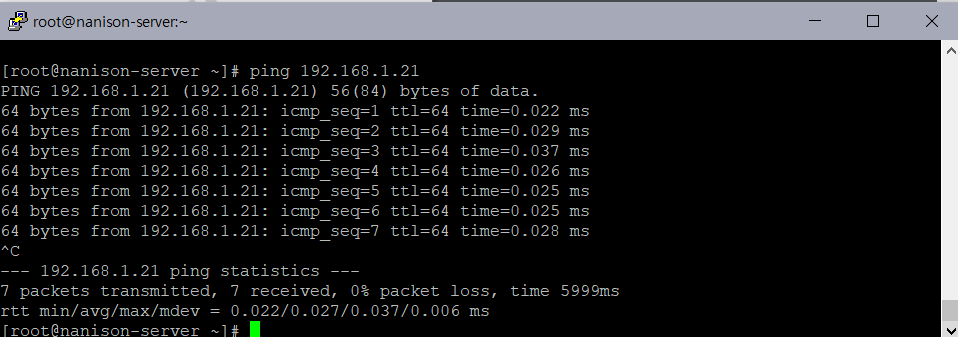 root@nanison-server:~
[root@nanison-server ~]# ping 192.168.1.21
PING 192.168.1.21 (192.168.1.21) 56(84) bytes of data.
64 bytes from 192.168.1.21: icmp_seq=1 ttl=64 time=0.022 ms
64 bytes from 192.168.1.21: icmp_seq=2 ttl=64 time=0.029 ms
64 bytes from 192.168.1.21: icmp_seq=3 ttl=64 time=0.037 ms
64 bytes from 192.168.1.21: icmp_seq=4 ttl=64 time=0.026 ms
64 bytes from 192.168.1.21: icmp_seq=5 ttl=64 time=0.025 ms
64 bytes from 192.168.1.21: icmp_seq=6 ttl=64 time=0.025 ms
64 bytes from 192.168.1.21: icmp_seq=7 ttl=64 time=0.028 ms
^C
--- 192.168.1.21 ping statistics ---
7 packets transmitted, 7 received, 0% packet loss, time 5999ms
rtt min/avg/max/mdev = 0.022/0.027/0.037/0.006 ms
[root@nanison-server ~]#